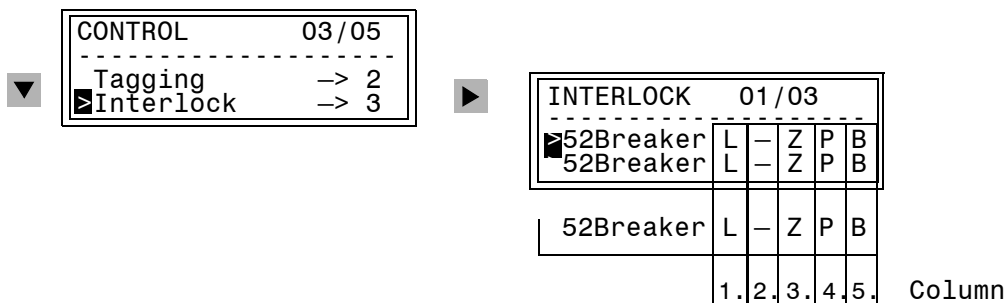 CONTROL 03/05
--------------------
Tagging —> 2
>Interlock —> 3
▼
▶
INTERLOCK 01/03
--------------------
>52Breaker L – Z P B
52Breaker L – Z P B
52Breaker L – Z P B
1. 2. 3. 4. 5. Column